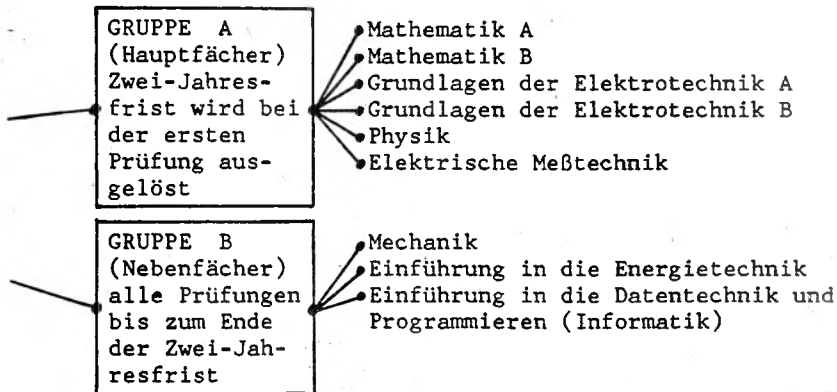 GRUPPE A
(Hauptfächer)
Zwei-Jahres-
frist wird bei
der ersten
Prüfung aus-
gelöst
Mathematik A
Mathematik B
Grundlagen der Elektrotechnik A
Grundlagen der Elektrotechnik B
Physik
Elektrische Meßtechnik
GRUPPE B
(Nebenfächer)
alle Prüfungen
bis zum Ende
der Zwei-Jah-
resfrist
Mechanik
Einführung in die Energietechnik
Einführung in die Datentechnik und
Programmieren (Informatik)